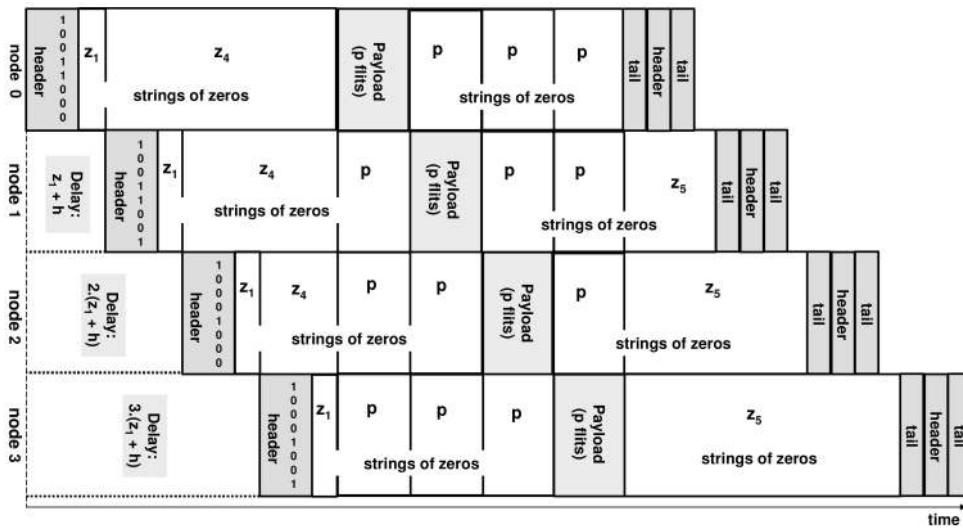 node 0
header
1 0 0 1 1 0 0 0
z1
z4
strings of zeros
Payload
(p flits)
p
p
p
strings of zeros
tail
header
tail
node 1
Delay:
z1 + h
header
1 0 0 1 1 0 0 1
z1
z4
p
strings of zeros
Payload
(p flits)
p
p
z5
strings of zeros
tail
header
tail
node 2
Delay:
2.(z1 + h)
header
1 0 0 0 1 0 0 0
z1
z4
p
p
strings of zeros
Payload
(p flits)
p
z5
strings of zeros
tail
header
tail
node 3
Delay:
3.(z1 + h)
header
1 0 0 0 1 0 0 1
z1
p
p
p
strings of zeros
Payload
(p flits)
z5
strings of zeros
tail
header
tail
time